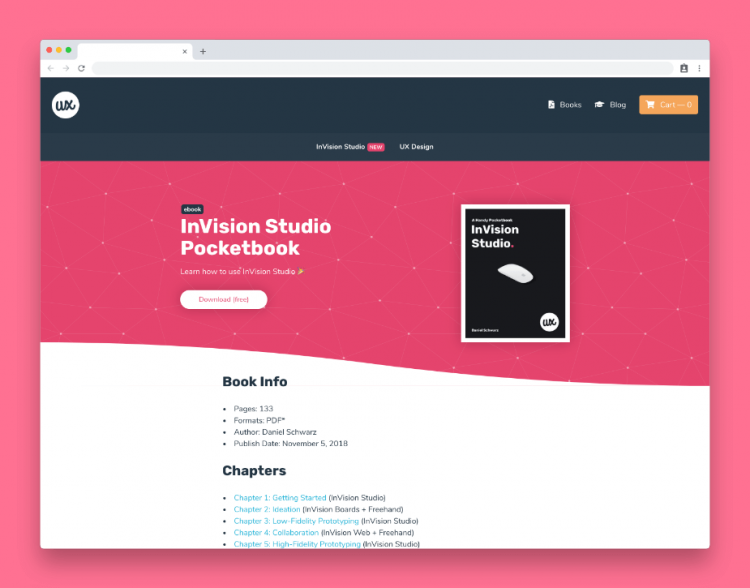 ux
Books
Blog
Cart — 0
InVision Studio NEW
UX Design
ebook
InVision Studio
Pocketbook
Learn how to use InVision Studio
Download (free)
A Handy Pocketbook
InVision
Studio.
Daniel Schwarz
ux
Book Info
• Pages: 133
• Formats: PDF*
• Author: Daniel Schwarz
• Publish Date: November 5, 2018
Chapters
• Chapter 1: Getting Started (InVision Studio)
• Chapter 2: Ideation (InVision Boards + Freehand)
• Chapter 3: Low-Fidelity Prototyping (InVision Studio)
• Chapter 4: Collaboration (InVision Web + Freehand)
• Chapter 5: High-Fidelity Prototyping (InVision Studio)